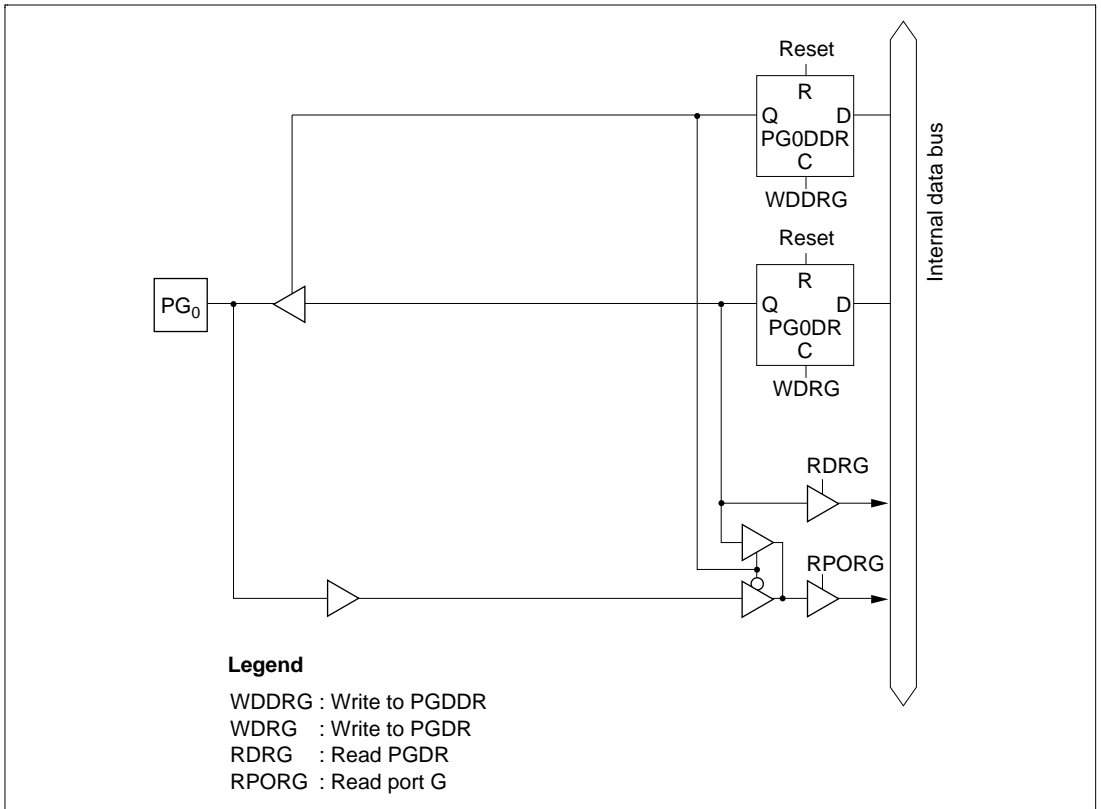 Reset
R
Q D
PG0DDR
C
WDDRG
Internal data bus
Reset
R
PG₀
Q D
PG0DR
C
WDRG
RDRG
RPORG
Legend
WDDRG : Write to PGDDR
WDRG : Write to PGDR
RDRG : Read PGDR
RPORG : Read port G